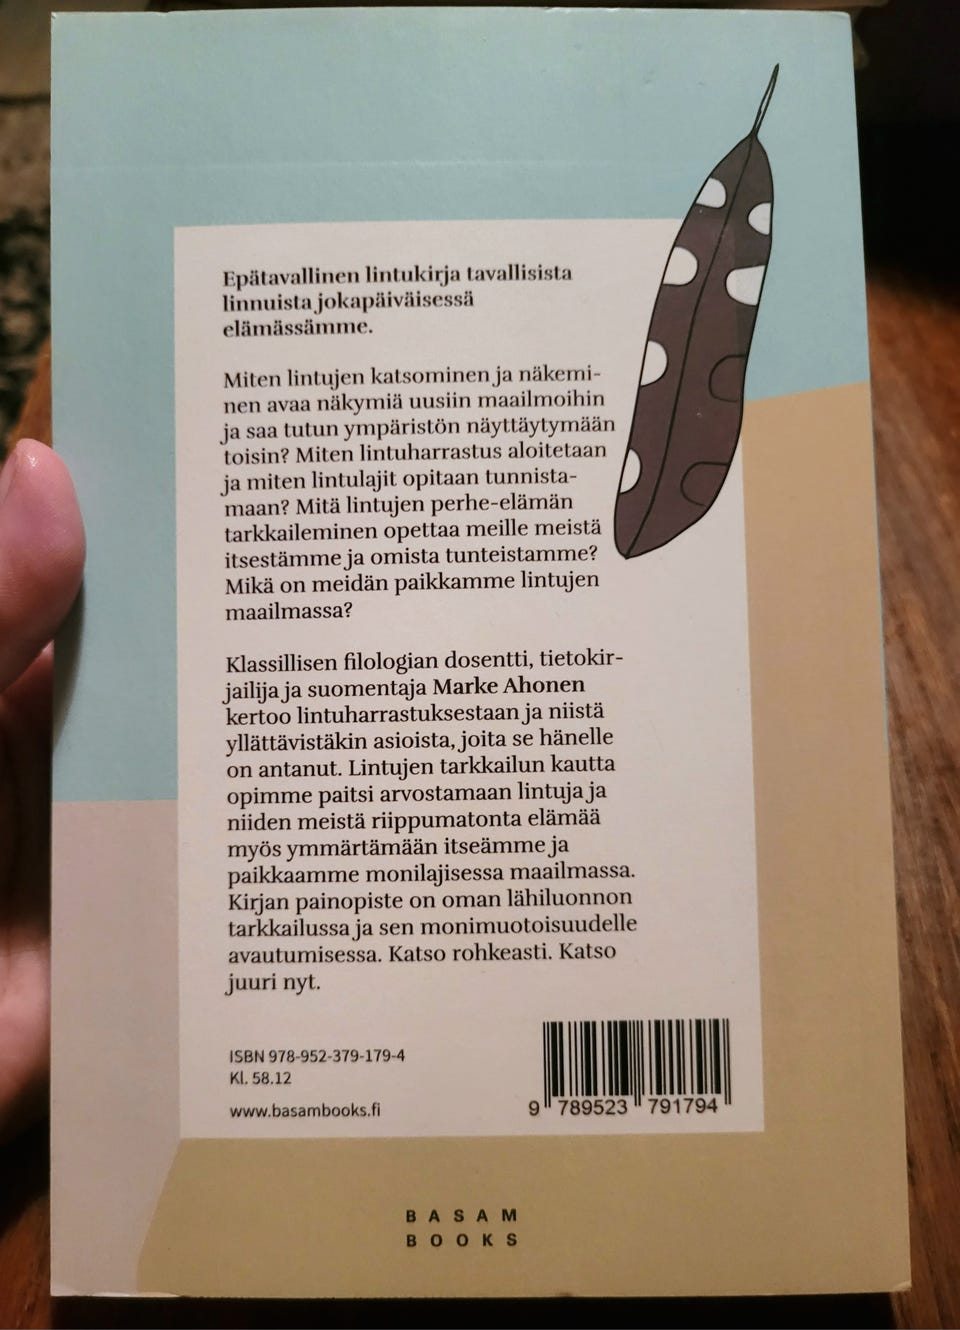 Epätavallinen lintukirja tavallisista
linnuista jokapäiväisessä
elämässämme.
Miten lintujen katsominen ja näkemi-
nen avaa näkymiä uusiin maailmoihin
ja saa tutun ympäristön näyttäytymään
toisin? Miten lintuharrastus aloitetaan
ja miten lintulajit opitaan tunnista-
maan? Mitä lintujen perhe-elämän
tarkkaileminen opettaa meille meistä
itsestämme ja omista tunteistamme?
Mikä on meidän paikkamme lintujen
maailmassa?
Klassillisen filologian dosentti, tietokir-
jailija ja suomentaja Marke Ahonen
kertoo lintuharrastuksestaan ja niistä
yllättävistäkin asioista, joita se hänelle
on antanut. Lintujen tarkkailun kautta
opimme paitsi arvostamaan lintuja ja
niiden meistä riippumatonta elämää
myös ymmärtämään itseämme ja
paikkaamme monilajisessa maailmassa.
Kirjan painopiste on oman lähiluonnon
tarkkailussa ja sen monimuotoisuudelle
avautumisessa. Katso rohkeasti. Katso
juuri nyt.
ISBN 978-952-379-179-4
Kl. 58.12
www.basambooks.fi
9 789523 791794
BASAM
BOOKS